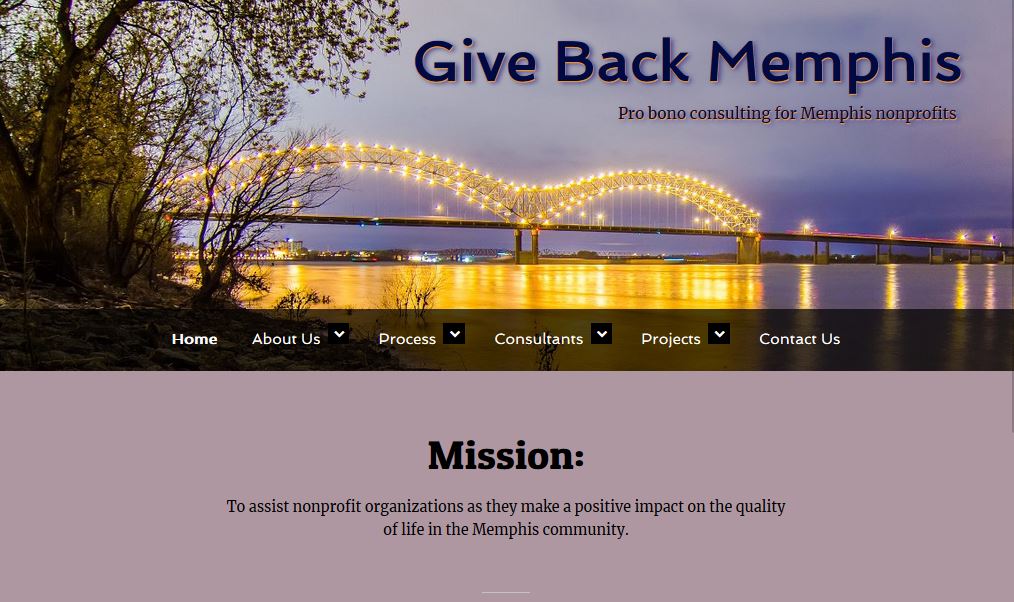 Give Back Memphis
Pro bono consulting for Memphis nonprofits
Home About Us Process Consultants Projects Contact Us
Mission:
To assist nonprofit organizations as they make a positive impact on the quality
of life in the Memphis community.